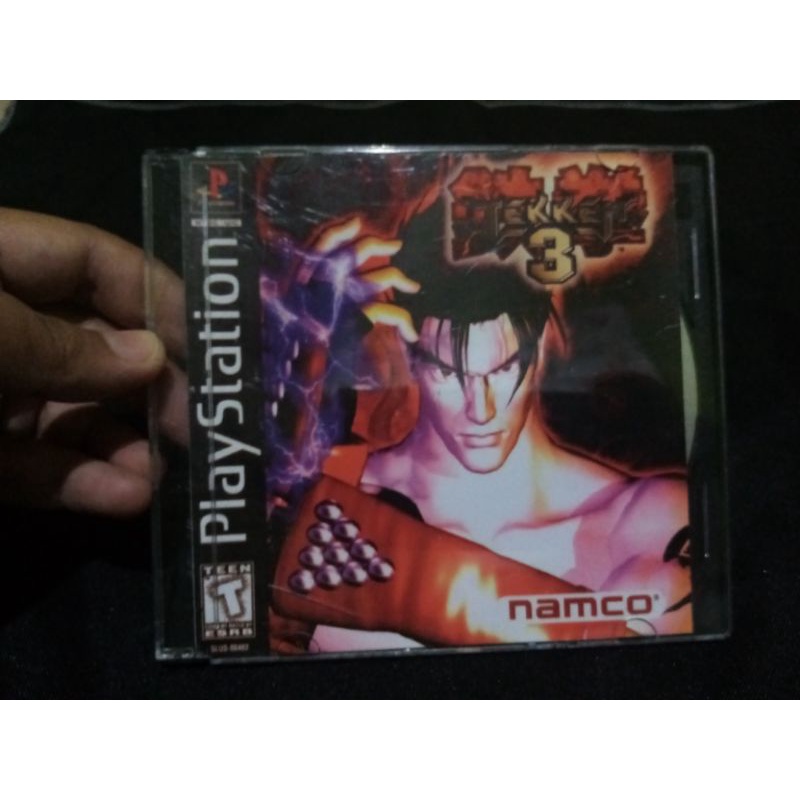 PlayStation
TEKKEN
3
namco
TEEN
T
ESRB